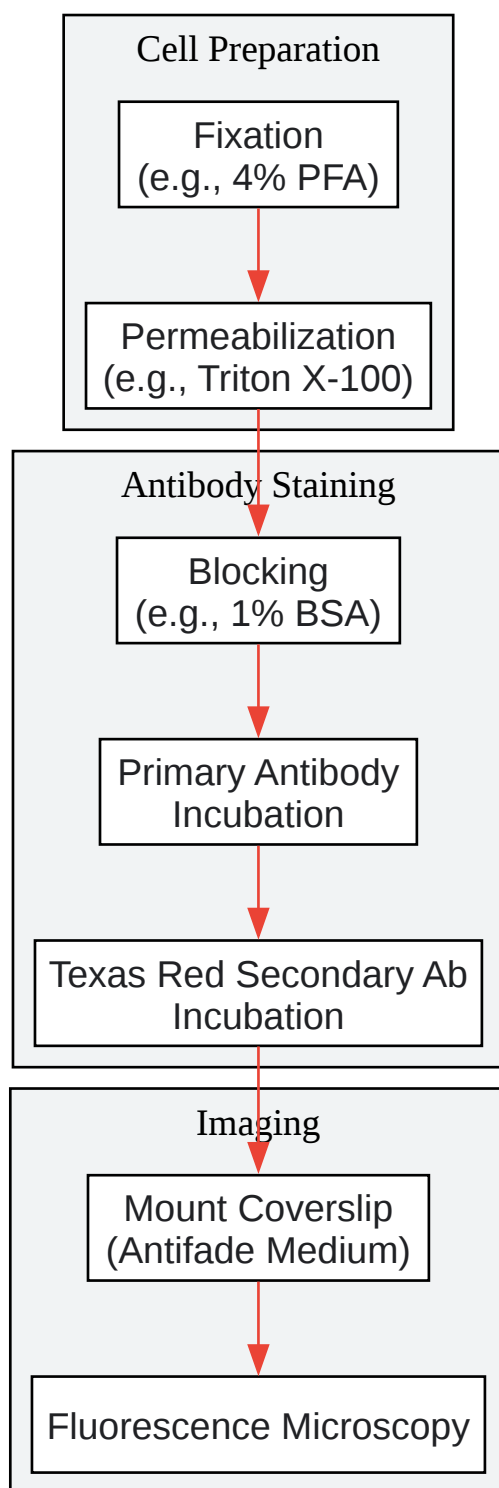 Cell Preparation
Fixation
(e.g., 4% PFA)
Permeabilization
(e.g., Triton X-100)
Antibody Staining
Blocking
(e.g., 1% BSA)
Primary Antibody
Incubation
Texas Red Secondary Ab
Incubation
Imaging
Mount Coverslip
(Antifade Medium)
Fluorescence Microscopy